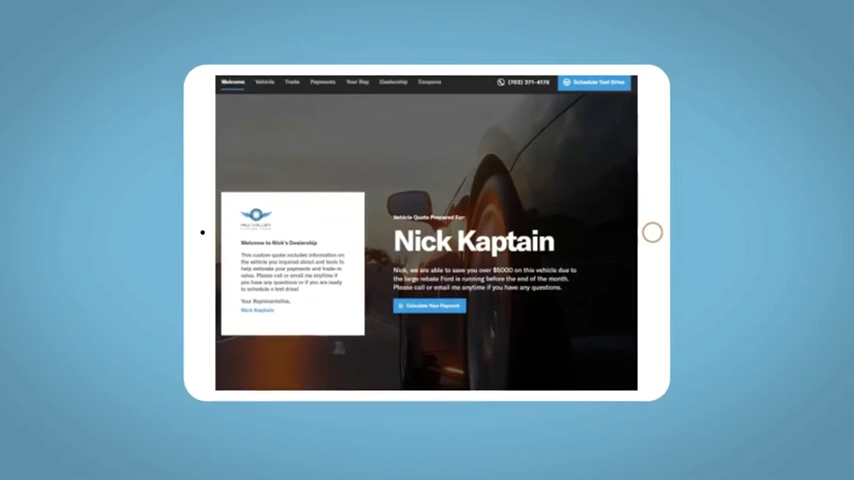 Welcome Vehicle Trade Payments Your Rep Dealership Coupons (702) 371-4175 Schedule Test Drive
Vehicle Quote Prepared For:
Nick Kaptain
Nick, we are able to save you over $6000 on this vehicle due to
the large rebate Ford is running before the end of the month.
Please call or email me anytime if you have any questions.
Calculate Your Payment
Welcome to Nick's Dealership
This custom quote includes information on
the vehicle you inquired about and tools to
help estimate your payments and trade-in
value. Please call or email me anytime if
you have any questions or if you are ready
to schedule a test drive!
Your Representative,
Nick Kaptain